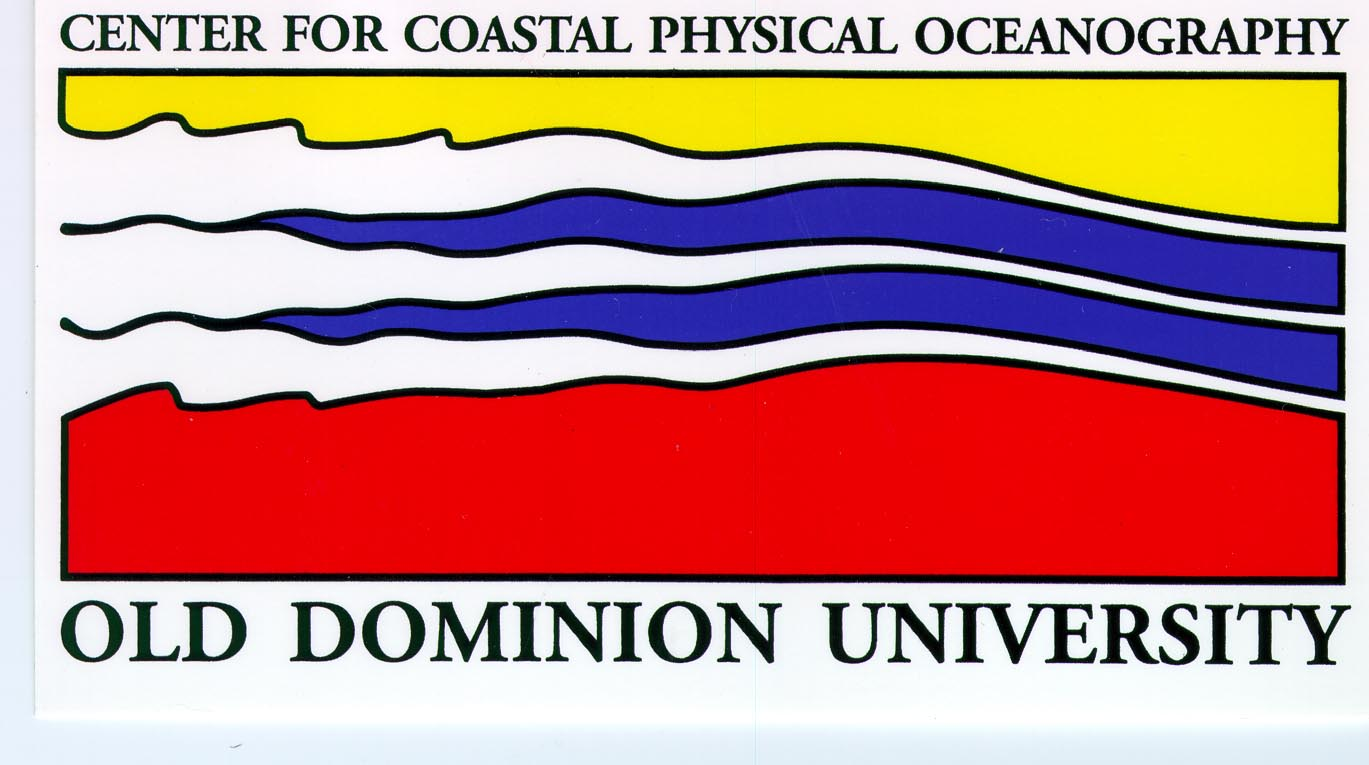 CENTER FOR COASTAL PHYSICAL OCEANOGRAPHY
OLD DOMINION UNIVERSITY